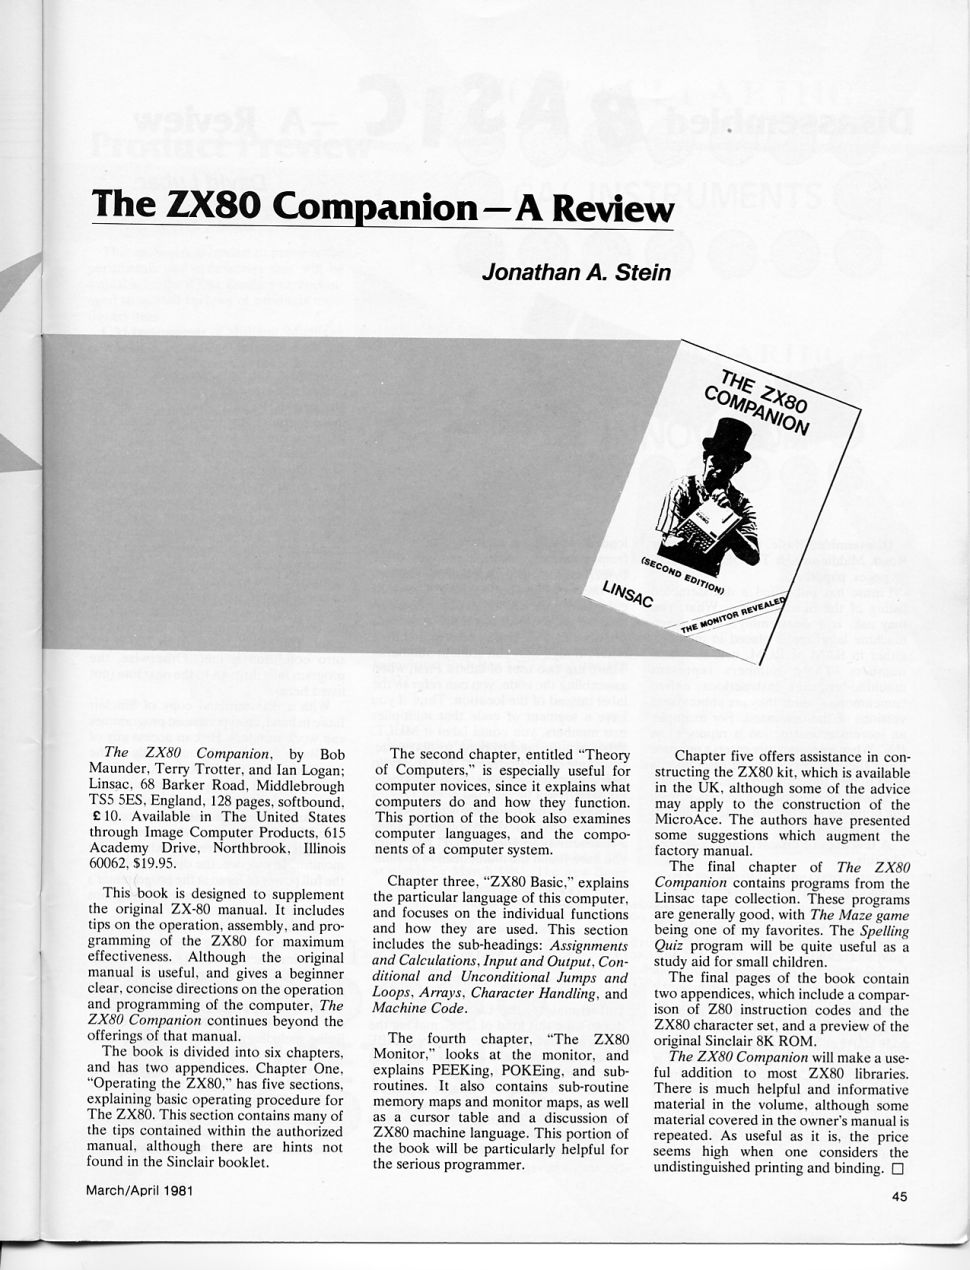 The ZX80 Companion—A Review
Jonathan A. Stein
THE ZX80
COMPANION
ZX80
(SECOND EDITION)
LINSAC
THE MONITOR REVEALED
The ZX80 Companion, by Bob
Maunder, Terry Trotter, and Ian Logan;
Linsac, 68 Barker Road, Middlebrough
TS5 5ES, England, 128 pages, softbound,
£10. Available in The United States
through Image Computer Products, 615
Academy Drive, Northbrook, Illinois
60062, $19.95.
This book is designed to supplement
the original ZX-80 manual. It includes
tips on the operation, assembly, and pro-
gramming of the ZX80 for maximum
effectiveness. Although the original
manual is useful, and gives a beginner
clear, concise directions on the operation
and programming of the computer, The
ZX80 Companion continues beyond the
offerings of that manual.
The book is divided into six chapters,
and has two appendices. Chapter One,
“Operating the ZX80,” has five sections,
explaining basic operating procedure for
The ZX80. This section contains many of
the tips contained within the authorized
manual, although there are hints not
found in the Sinclair booklet.
The second chapter, entitled “Theory
of Computers,” is especially useful for
computer novices, since it explains what
computers do and how they function.
This portion of the book also examines
computer languages, and the compo-
nents of a computer system.
Chapter three, “ZX80 Basic,” explains
the particular language of this computer,
and focuses on the individual functions
and how they are used. This section
includes the sub-headings: Assignments
and Calculations, Input and Output, Con-
ditional and Unconditional Jumps and
Loops, Arrays, Character Handling, and
Machine Code.
The fourth chapter, “The ZX80
Monitor,” looks at the monitor, and
explains PEEKing, POKEing, and sub-
routines. It also contains sub-routine
memory maps and monitor maps, as well
as a cursor table and a discussion of
ZX80 machine language. This portion of
the book will be particularly helpful for
the serious programmer.
Chapter five offers assistance in con-
structing the ZX80 kit, which is available
in the UK, although some of the advice
may apply to the construction of the
MicroAce. The authors have presented
some suggestions which augment the
factory manual.
The final chapter of The ZX80
Companion contains programs from the
Linsac tape collection. These programs
are generally good, with The Maze game
being one of my favorites. The Spelling
Quiz program will be quite useful as a
study aid for small children.
The final pages of the book contain
two appendices, which include a compar-
ison of Z80 instruction codes and the
ZX80 character set, and a preview of the
original Sinclair 8K ROM.
The ZX80 Companion will make a use-
ful addition to most ZX80 libraries.
There is much helpful and informative
material in the volume, although some
material covered in the owner's manual is
repeated. As useful as it is, the price
seems high when one considers the
undistinguished printing and binding. □
March/April 1981
45